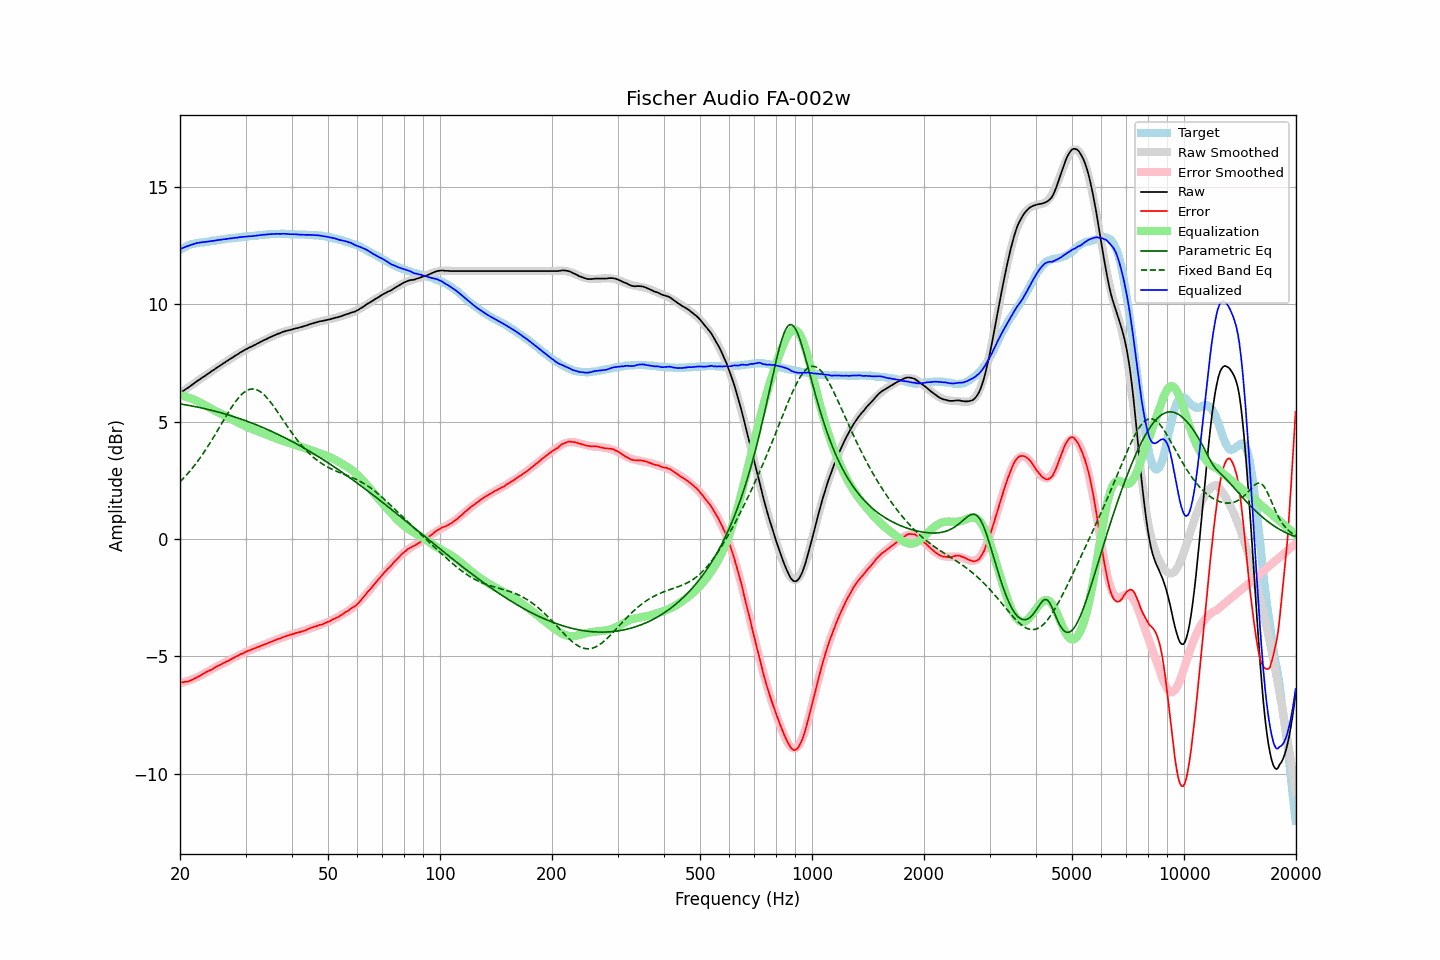 Fischer Audio FA-002w
Target
Raw Smoothed
Error Smoothed
Raw
Error
Equalization
Parametric Eq
Fixed Band Eq
Equalized
Amplitude (dBr)
15
10
5
0
−5
−10
20 50 100 200 500 1000 2000 5000 10000 20000
Frequency (Hz)